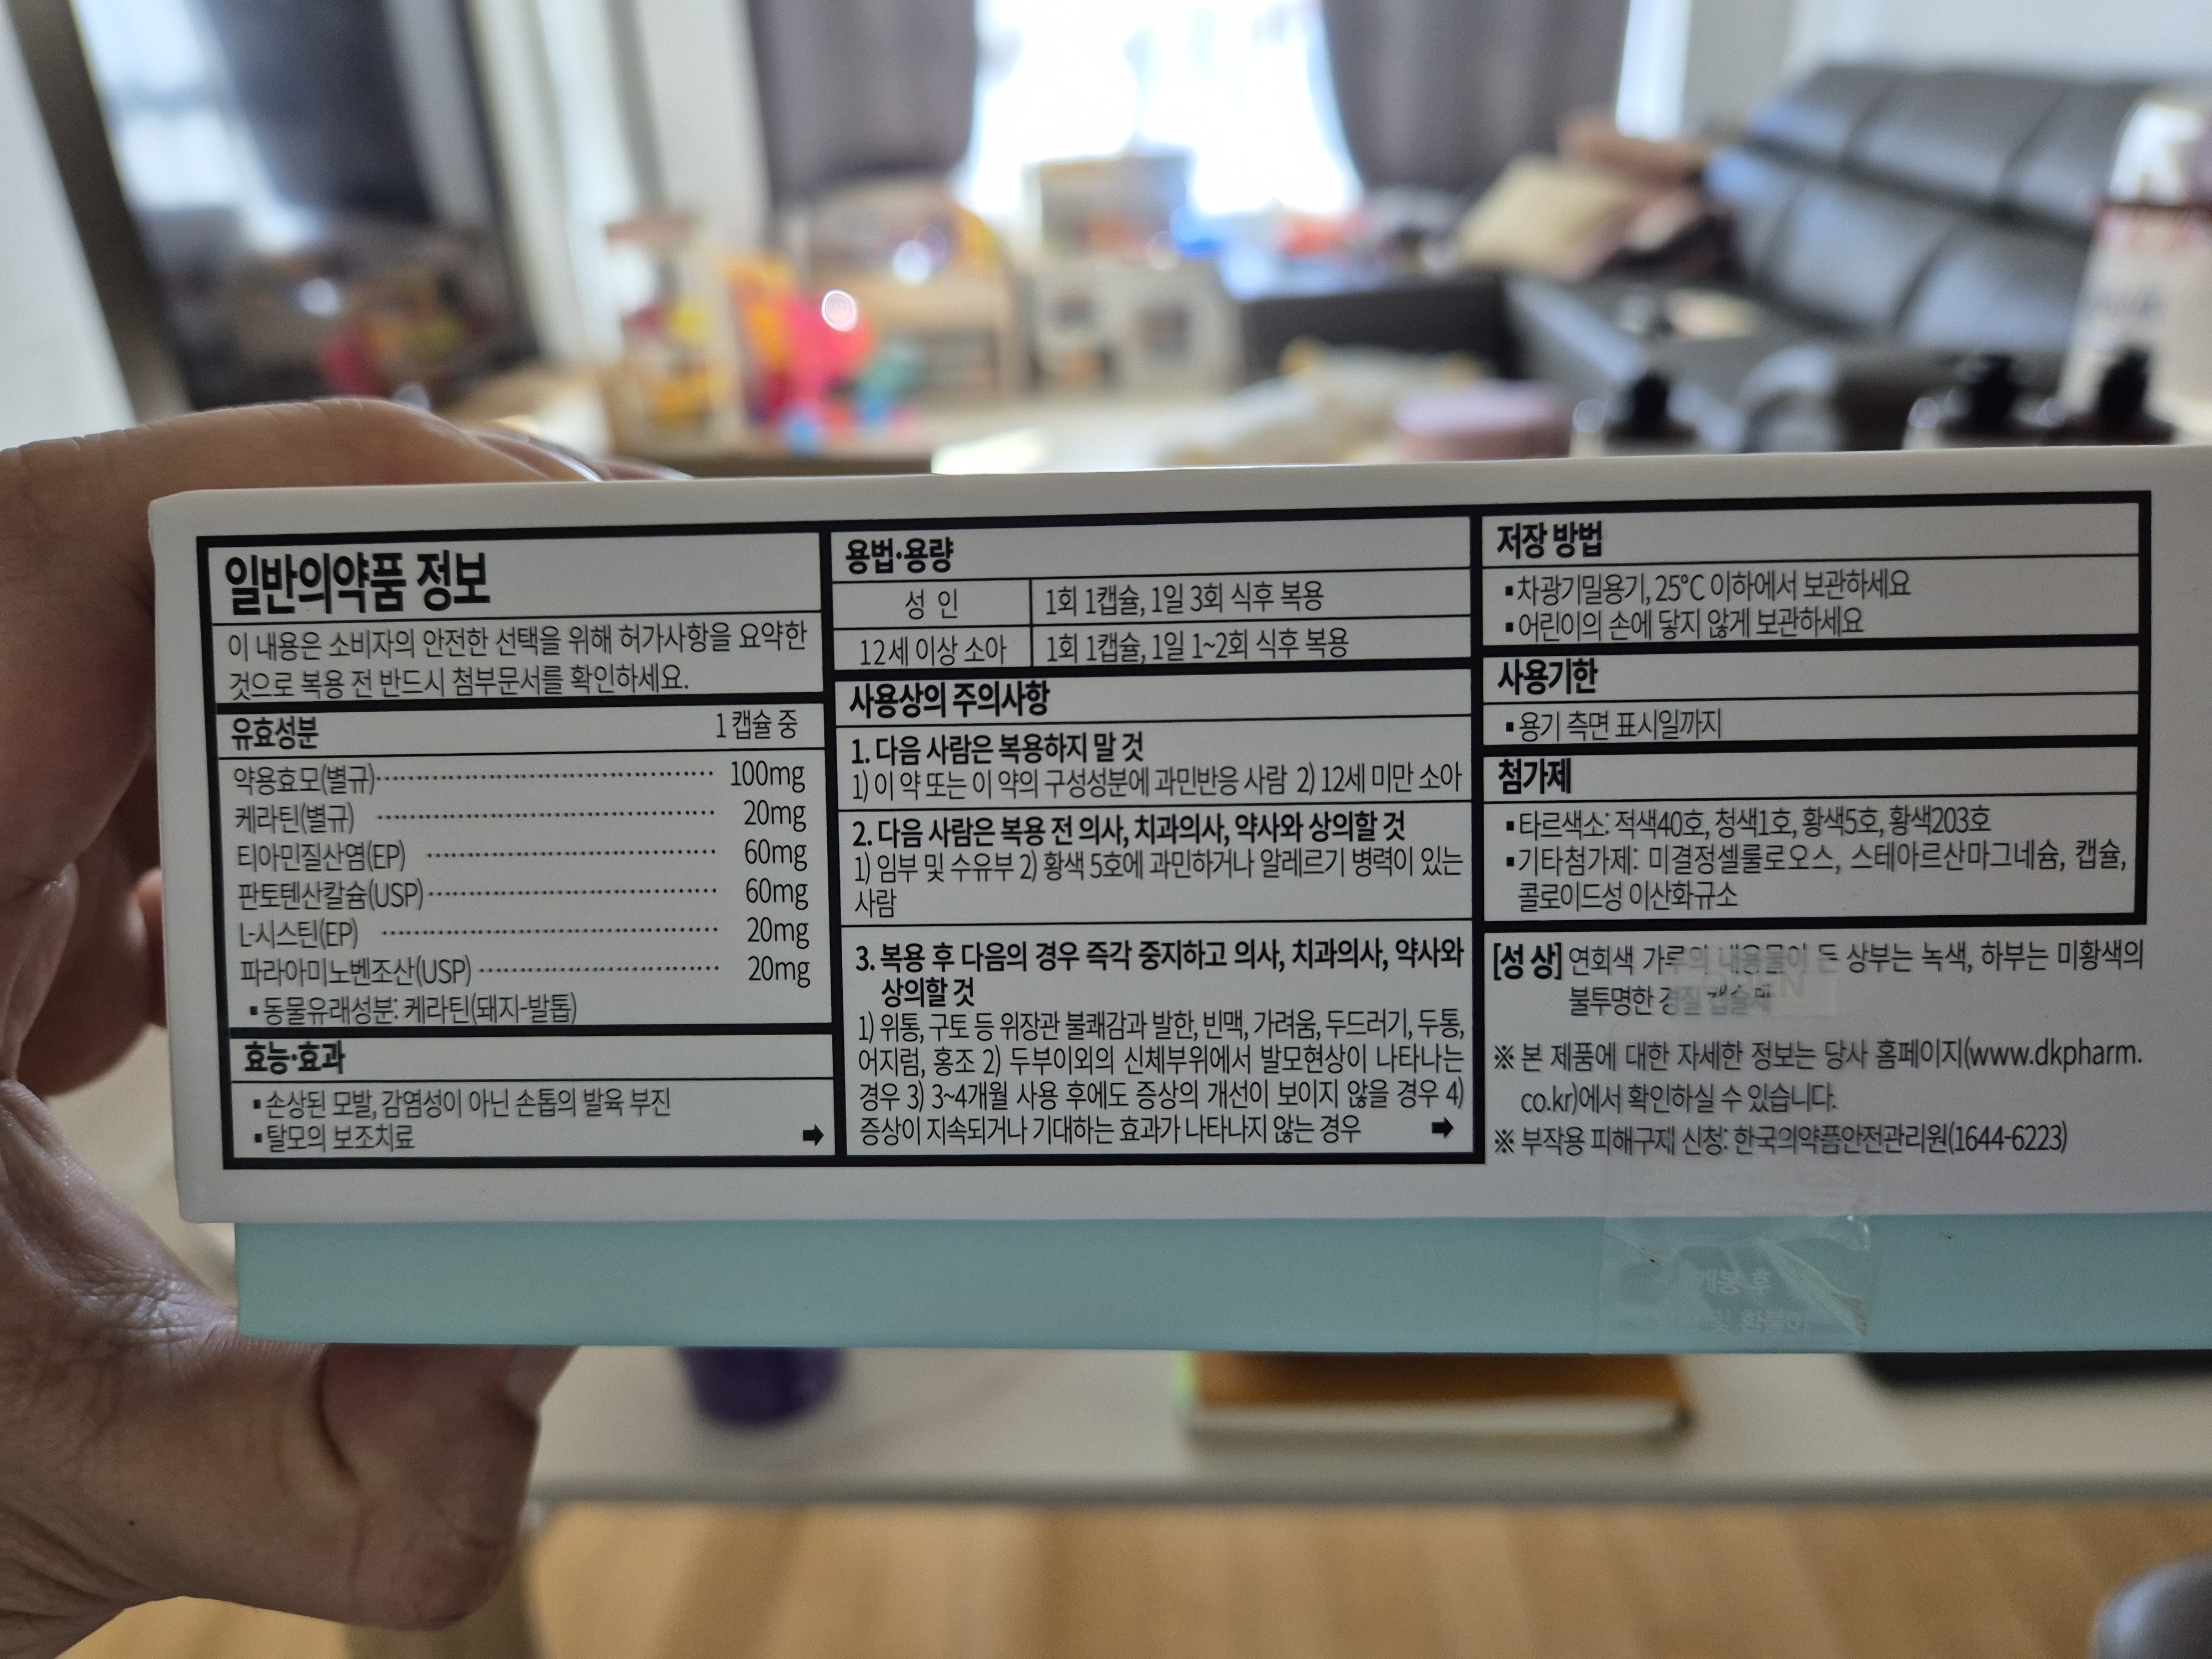 일반의약품 정보
이 내용은 소비자의 안전한 선택을 위해 허가사항을 요약한
것으로 복용 전 반드시 첨부문서를 확인하세요.
유효성분 1 캡슐 중
약용효모(별규) 100mg
케라틴(별규) 20mg
티아민질산염(EP) 60mg
판토텐산칼슘(USP) 60mg
L-시스틴(EP) 20mg
파라아미노벤조산(USP) 20mg
▪동물유래성분: 케라틴(돼지-발톱)
효능·효과
▪손상된 모발, 감염성이 아닌 손톱의 발육 부진
▪탈모의 보조치료 ➡
용법·용량
성 인 1회 1캡슐, 1일 3회 식후 복용
12세 이상 소아 1회 1캡슐, 1일 1~2회 식후 복용
사용상의 주의사항
1. 다음 사람은 복용하지 말 것
1) 이 약 또는 이 약의 구성성분에 과민반응 사람 2) 12세 미만 소아
2. 다음 사람은 복용 전 의사, 치과의사, 약사와 상의할 것
1) 임부 및 수유부 2) 황색 5호에 과민하거나 알레르기 병력이 있는
사람
3. 복용 후 다음의 경우 즉각 중지하고 의사, 치과의사, 약사와
상의할 것
1) 위통, 구토 등 위장관 불쾌감과 발한, 빈맥, 가려움, 두드러기, 두통,
어지럼, 홍조 2) 두부이외의 신체부위에서 발모현상이 나타나는
경우 3) 3~4개월 사용 후에도 증상의 개선이 보이지 않을 경우 4)
증상이 지속되거나 기대하는 효과가 나타나지 않는 경우 ➡
저장 방법
▪차광기밀용기, 25°C 이하에서 보관하세요
▪어린이의 손에 닿지 않게 보관하세요
사용기한
▪용기 측면 표시일까지
첨가제
▪타르색소: 적색40호, 청색1호, 황색5호, 황색203호
▪기타첨가제: 미결정셀룰로오스, 스테아르산마그네슘, 캡슐,
콜로이드성 이산화규소
[성 상] 연회색 가루의 내용물이 든 상부는 녹색, 하부는 미황색의
불투명한 경질 캡슐제
※ 본 제품에 대한 자세한 정보는 당사 홈페이지(www.dkpharm.
co.kr)에서 확인하실 수 있습니다.
※ 부작용 피해구제 신청: 한국의약품안전관리원(1644-6223)